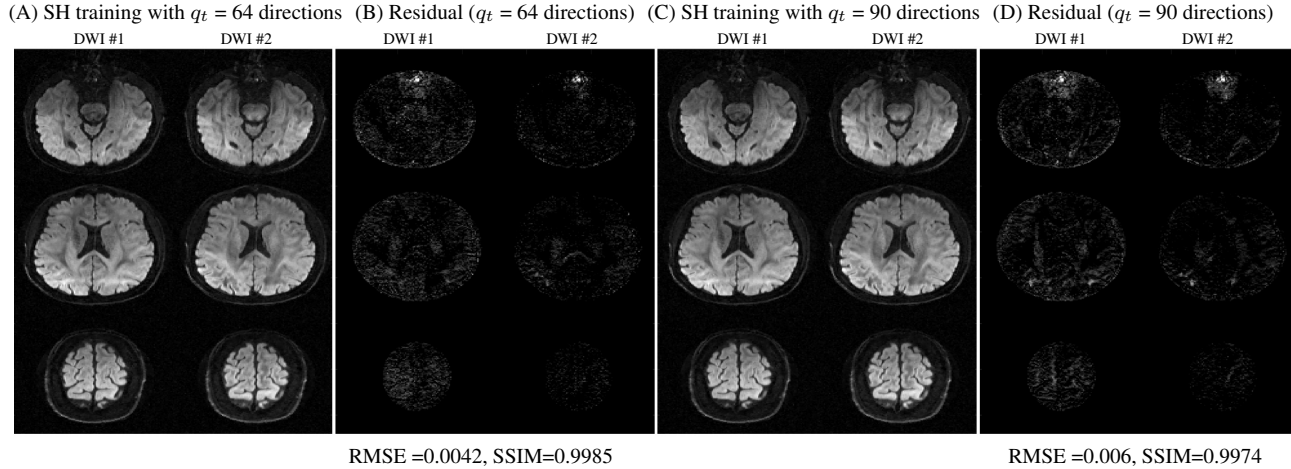 (A) SH training with q_t = 64 directions (B) Residual (q_t = 64 directions) (C) SH training with q_t = 90 directions (D) Residual (q_t = 90 directions)
DWI #1 DWI #2 DWI #1 DWI #2 DWI #1 DWI #2 DWI #1 DWI #2
RMSE =0.0042, SSIM=0.9985 RMSE =0.006, SSIM=0.9974